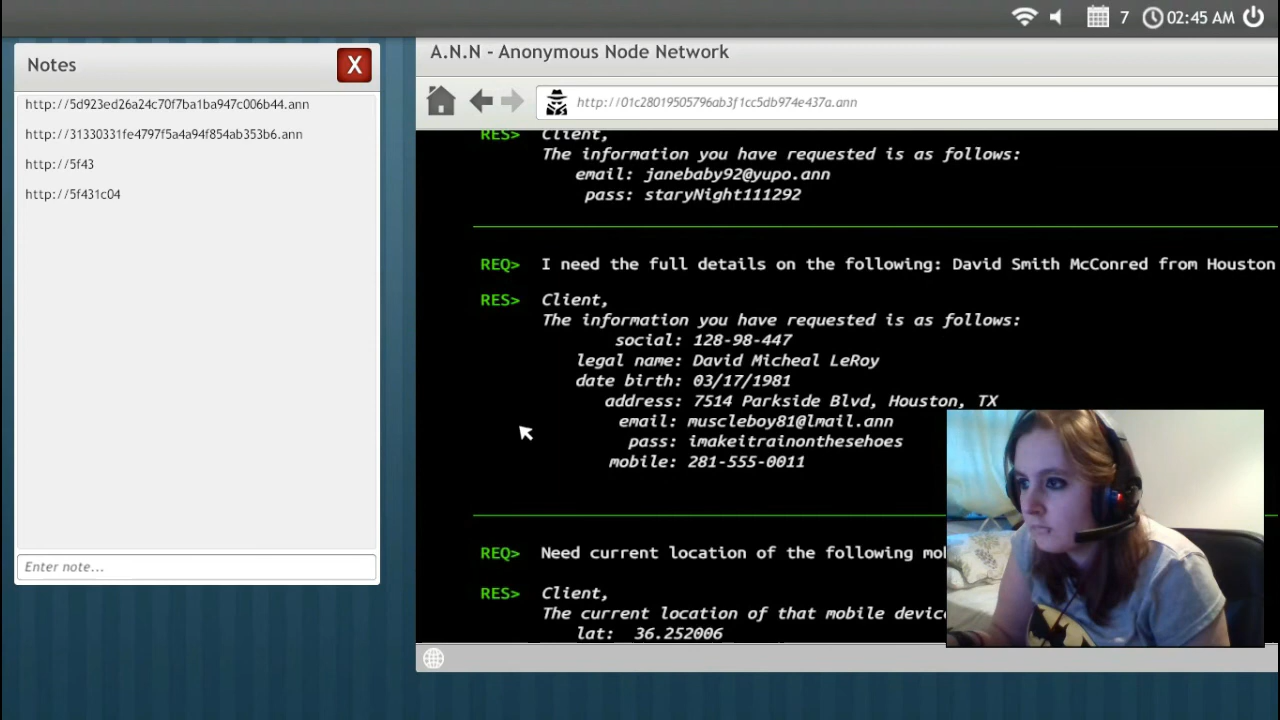 7 02:45 AM
Notes
X
http://5d923ed26a24c70f7ba1ba947c006b44.ann
http://31330331fe4797f5a4a94f854ab353b6.ann
http://5f43
http://5f431c04
Enter note...
A.N.N - Anonymous Node Network
http://01c28019505796ab3f1cc5db974e437a.ann
RES> Client,
The information you have requested is as follows:
email: janebaby92@yupo.ann
pass: staryNight111292
REQ> I need the full details on the following: David Smith McConred from Houston
RES> Client,
The information you have requested is as follows:
social: 128-98-447
legal name: David Micheal LeRoy
date birth: 03/17/1981
address: 7514 Parkside Blvd, Houston, TX
email: muscleboy81@lmail.ann
pass: imakeitrainonthesehoes
mobile: 281-555-0011
REQ> Need current location of the following mo
RES> Client,
The current location of that mobile devic
lat: 36.252006